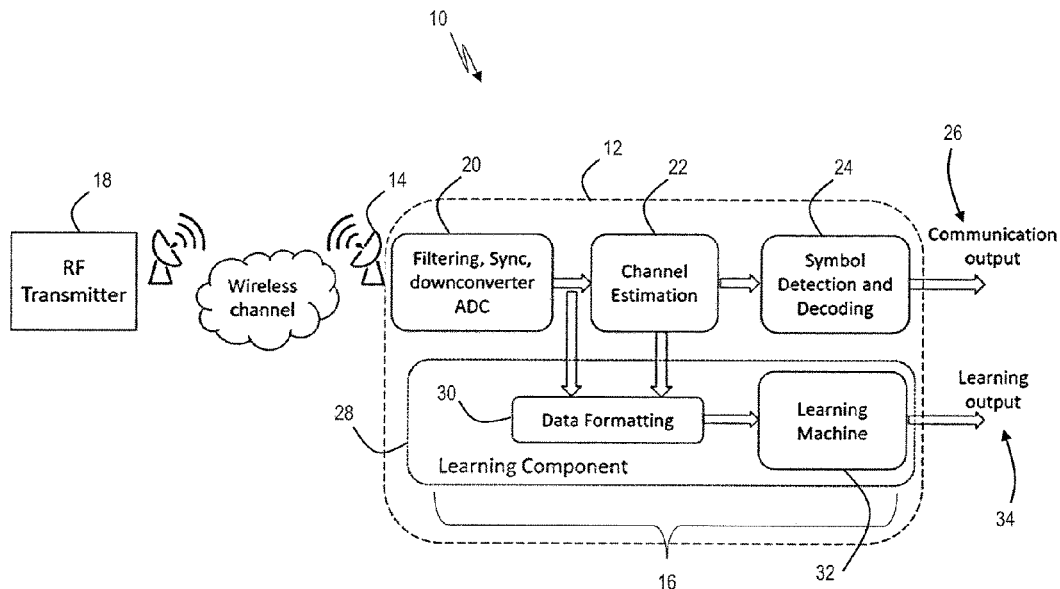 10
12
26
20
22
24
18
14
Communication
output
RF
Transmitter
Wireless
channel
Filtering, Sync,
downconverter
ADC
Channel
Estimation
Symbol
Detection and
Decoding
Learning
output
30
28
Data Formatting
Learning
Machine
Learning Component
34
16
32